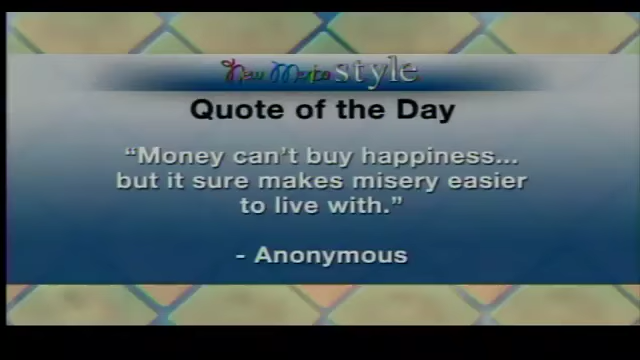 New Mexico style
Quote of the Day
“Money can't buy happiness...
but it sure makes misery easier
to live with.”
- Anonymous